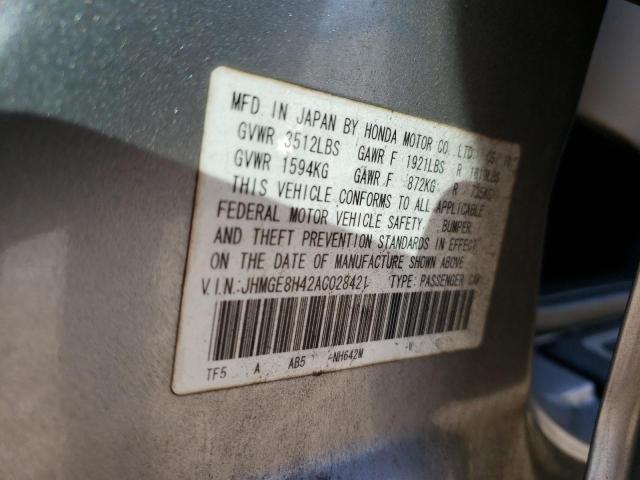 MFD. IN JAPAN BY HONDA MOTOR CO. LTD.
GVWR 3512LBS GAWR F 1921LBS R
GVWR 1594KG GAWR F 872KG R
THIS VEHICLE CONFORMS TO ALL APPLICABLE
FEDERAL MOTOR VEHICLE SAFETY, BUMPER,
AND THEFT PREVENTION STANDARDS IN EFFECT
ON THE DATE OF MANUFACTURE SHOWN ABOVE.
V.I.N.:JHMGE8H42AC028421 TYPE: PASSENGER CAR
TF5 A AB5 -NH642M -V